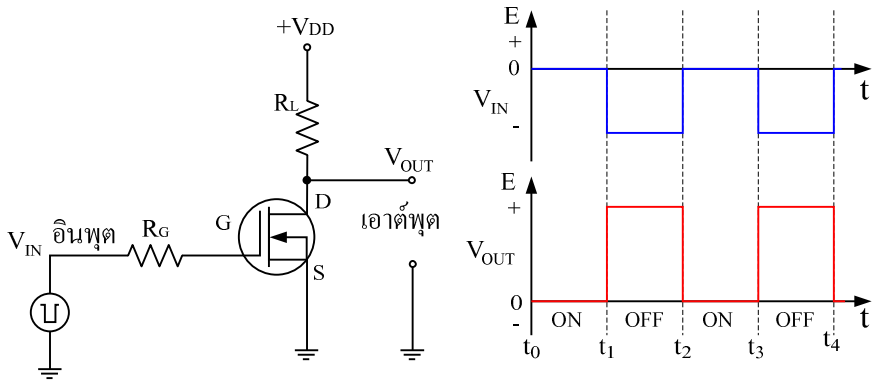 +VDD
RL
VOUT
D
G
เอาต์พุต
VIN อินพุต
RG
S
E
+
0
t
VIN
-
E
+
VOUT
0
-
t
ON OFF ON OFF
t0 t1 t2 t3 t4